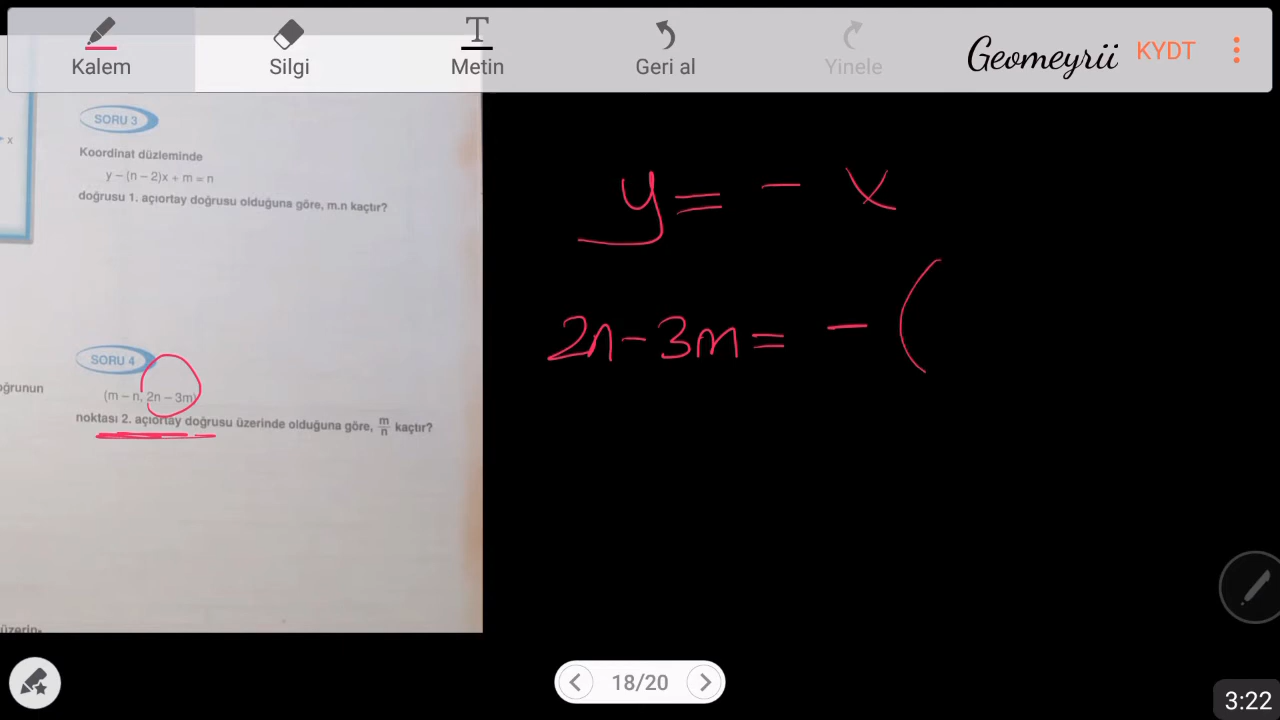 Kalem
Silgi
Metin
Geri al
Yinele
Geomeyrii KYDT
x
SORU 3
Koordinat düzleminde
y – (n – 2)x + m = n
doğrusu 1. açıortay doğrusu olduğuna göre, m.n kaçtır?
SORU 4
oğrunun
(m – n, 2n – 3m)
noktası 2. açıortay doğrusu üzerinde olduğuna göre, m/n kaçtır?
üzerin-
y = - x
2n - 3m = - (
18/20
3:22